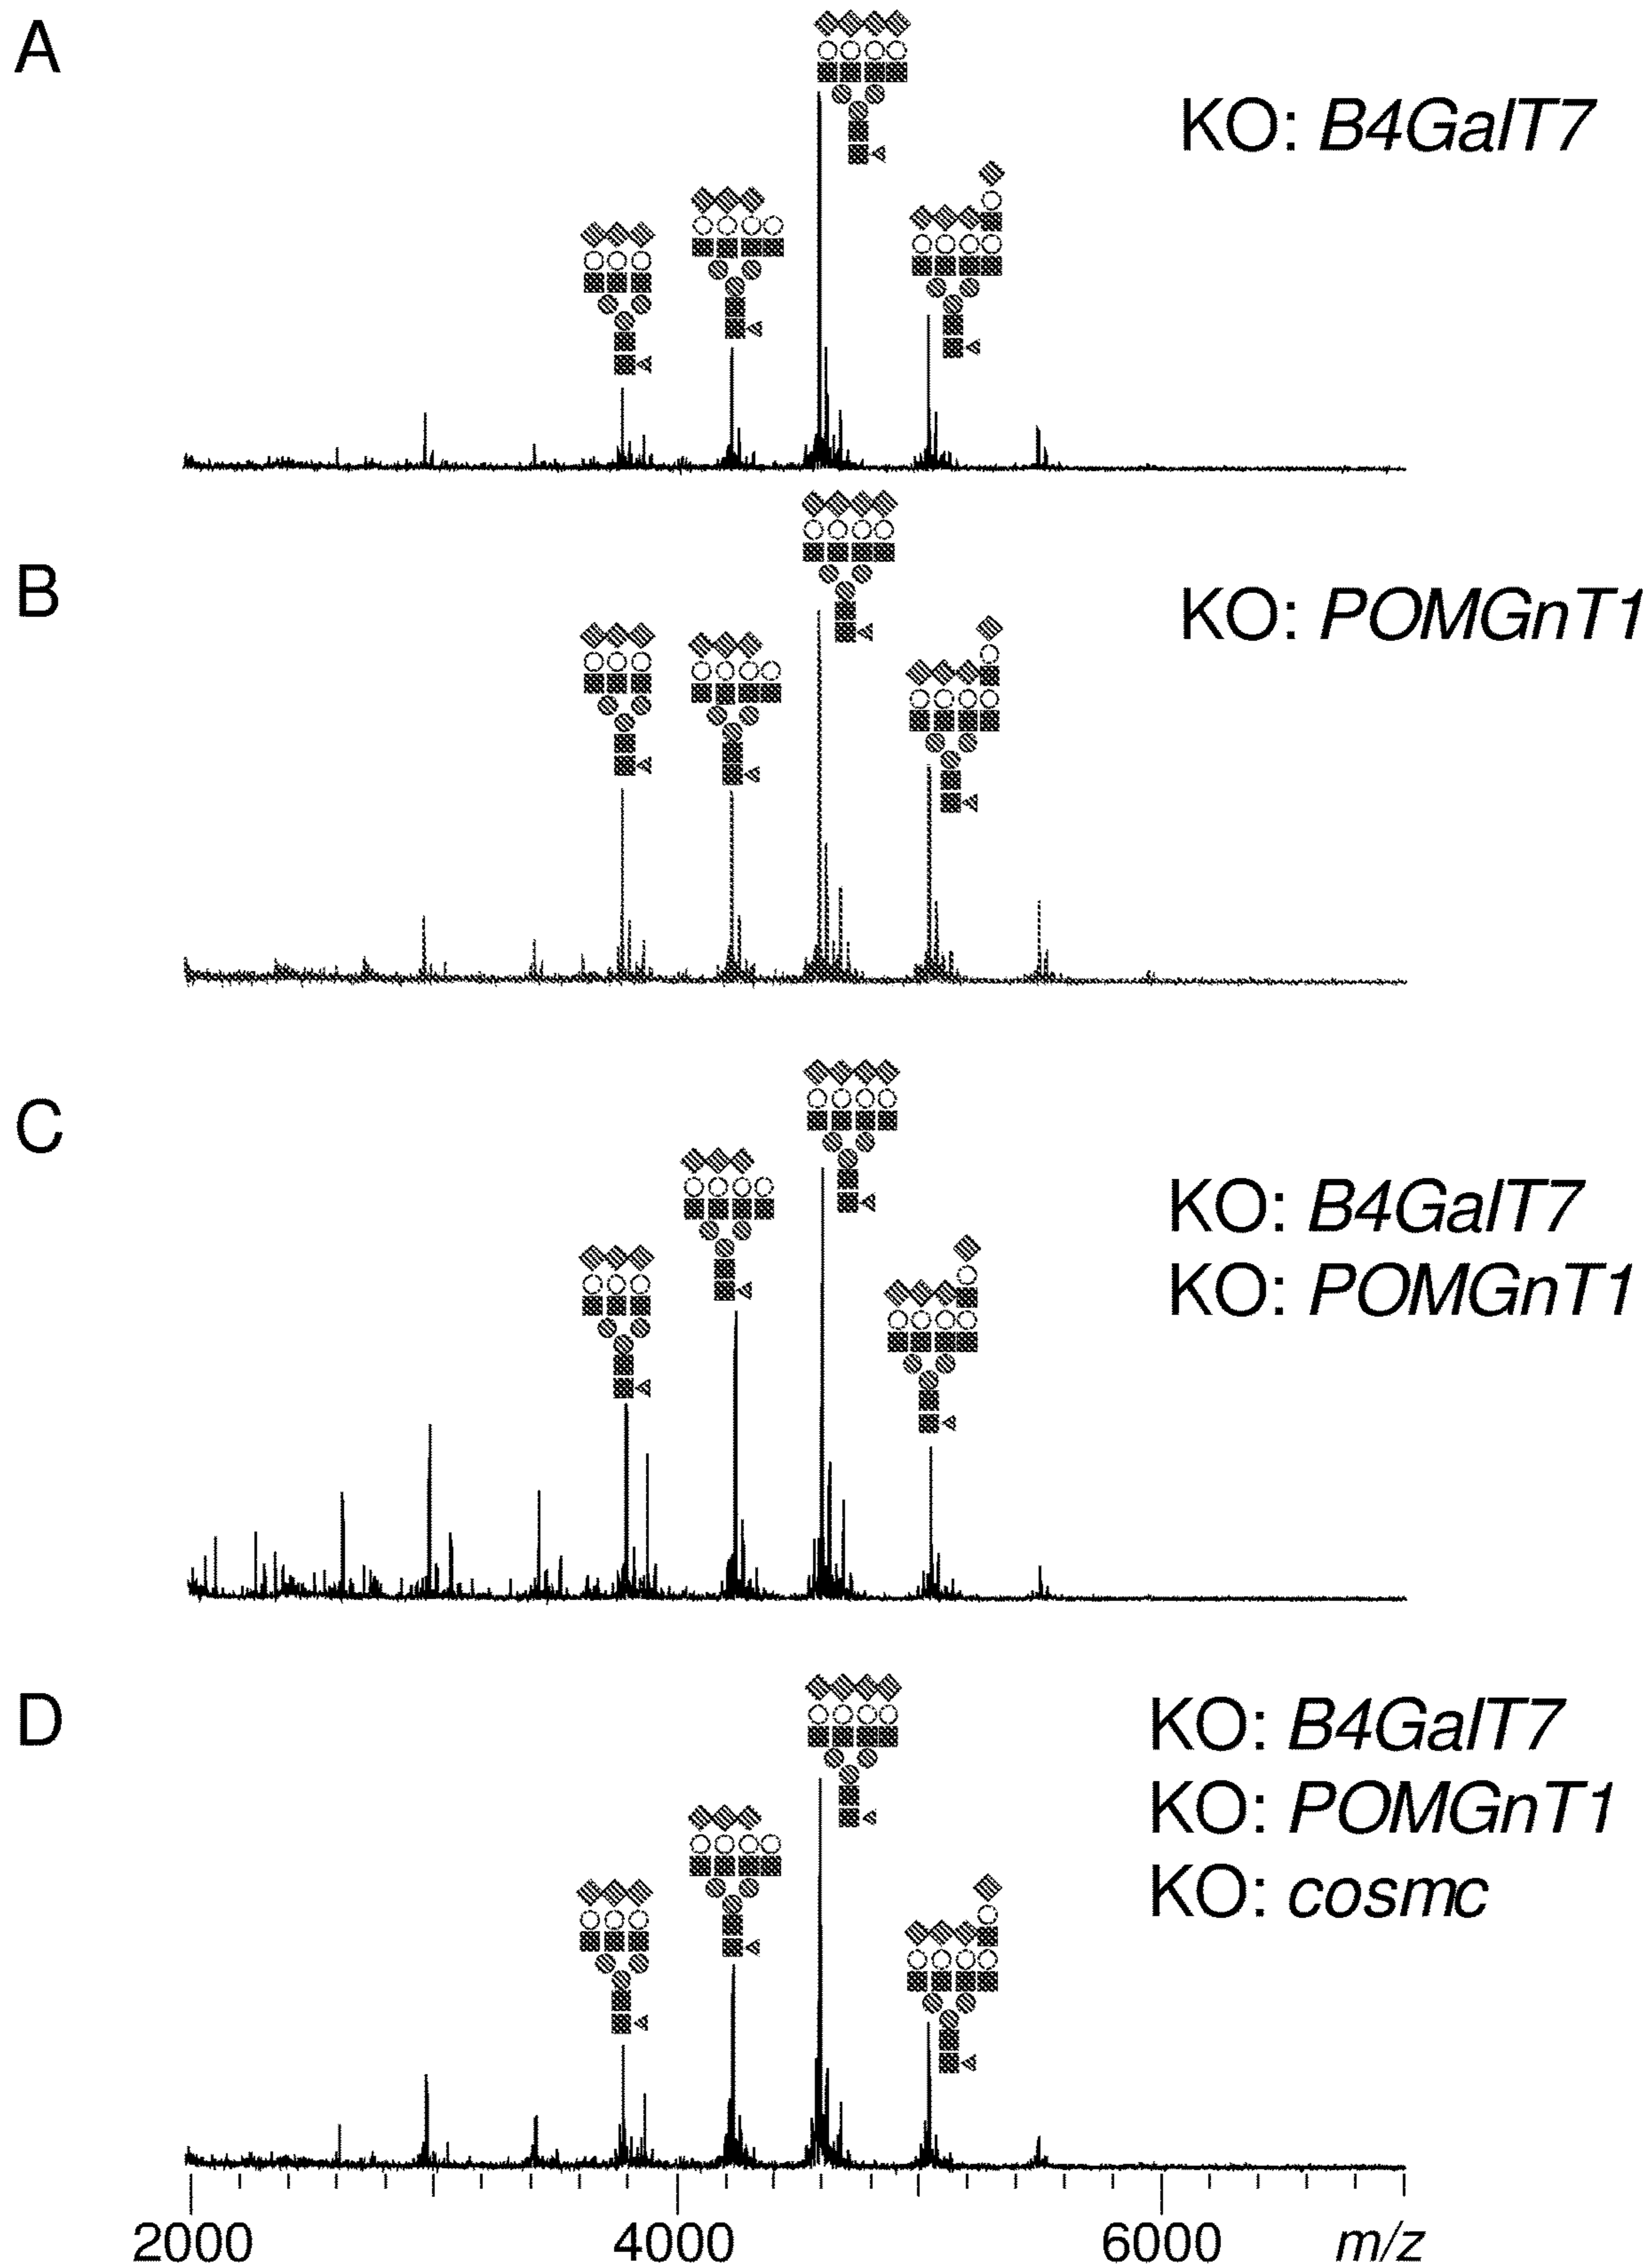 A
KO: B4GalT7
B
KO: POMGnT1
C
KO: B4GalT7
KO: POMGnT1
D
KO: B4GalT7
KO: POMGnT1
KO: cosmc
2000 4000 6000 m/z